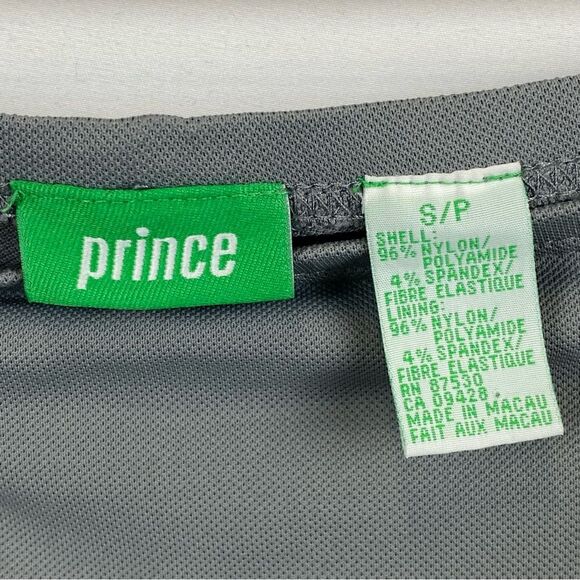 prince
S/P
SHELL:
96% NYLON/
POLYAMIDE
4% SPANDEX/
FIBRE ELASTIQUE
LINING:
96% NYLON/
POLYAMIDE
4% SPANDEX/
FIBRE ELASTIQUE
RN 87530
CA 09428
MADE IN MACAU
FAIT AUX MACAU